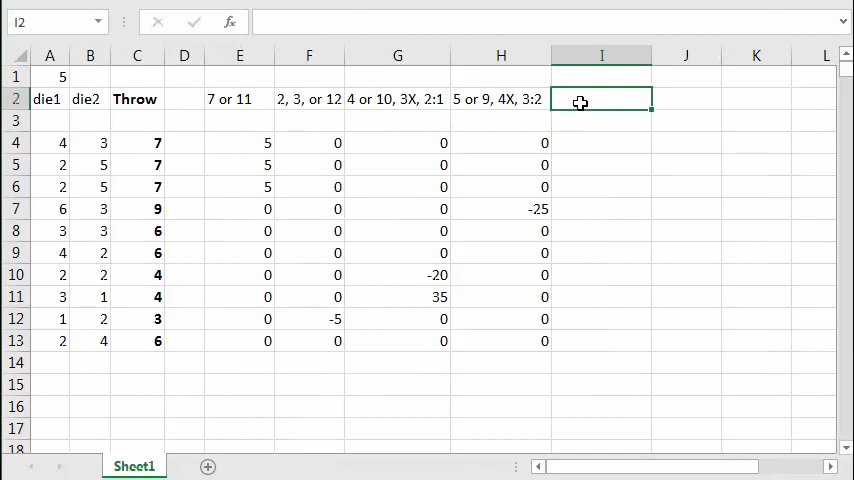 I2 fx
A B C D E F G H I J K L
1 5
2 die1 die2 Throw 7 or 11 2, 3, or 12 4 or 10, 3X, 2:1 5 or 9, 4X, 3:2
3
4 4 3 7 5 0 0 0
5 2 5 7 5 0 0 0
6 2 5 7 5 0 0 0
7 6 3 9 0 0 0 -25
8 3 3 6 0 0 0 0
9 4 2 6 0 0 0 0
10 2 2 4 0 0 -20 0
11 3 1 4 0 0 35 0
12 1 2 3 0 -5 0 0
13 2 4 6 0 0 0 0
14
15
16
17
18
Sheet1